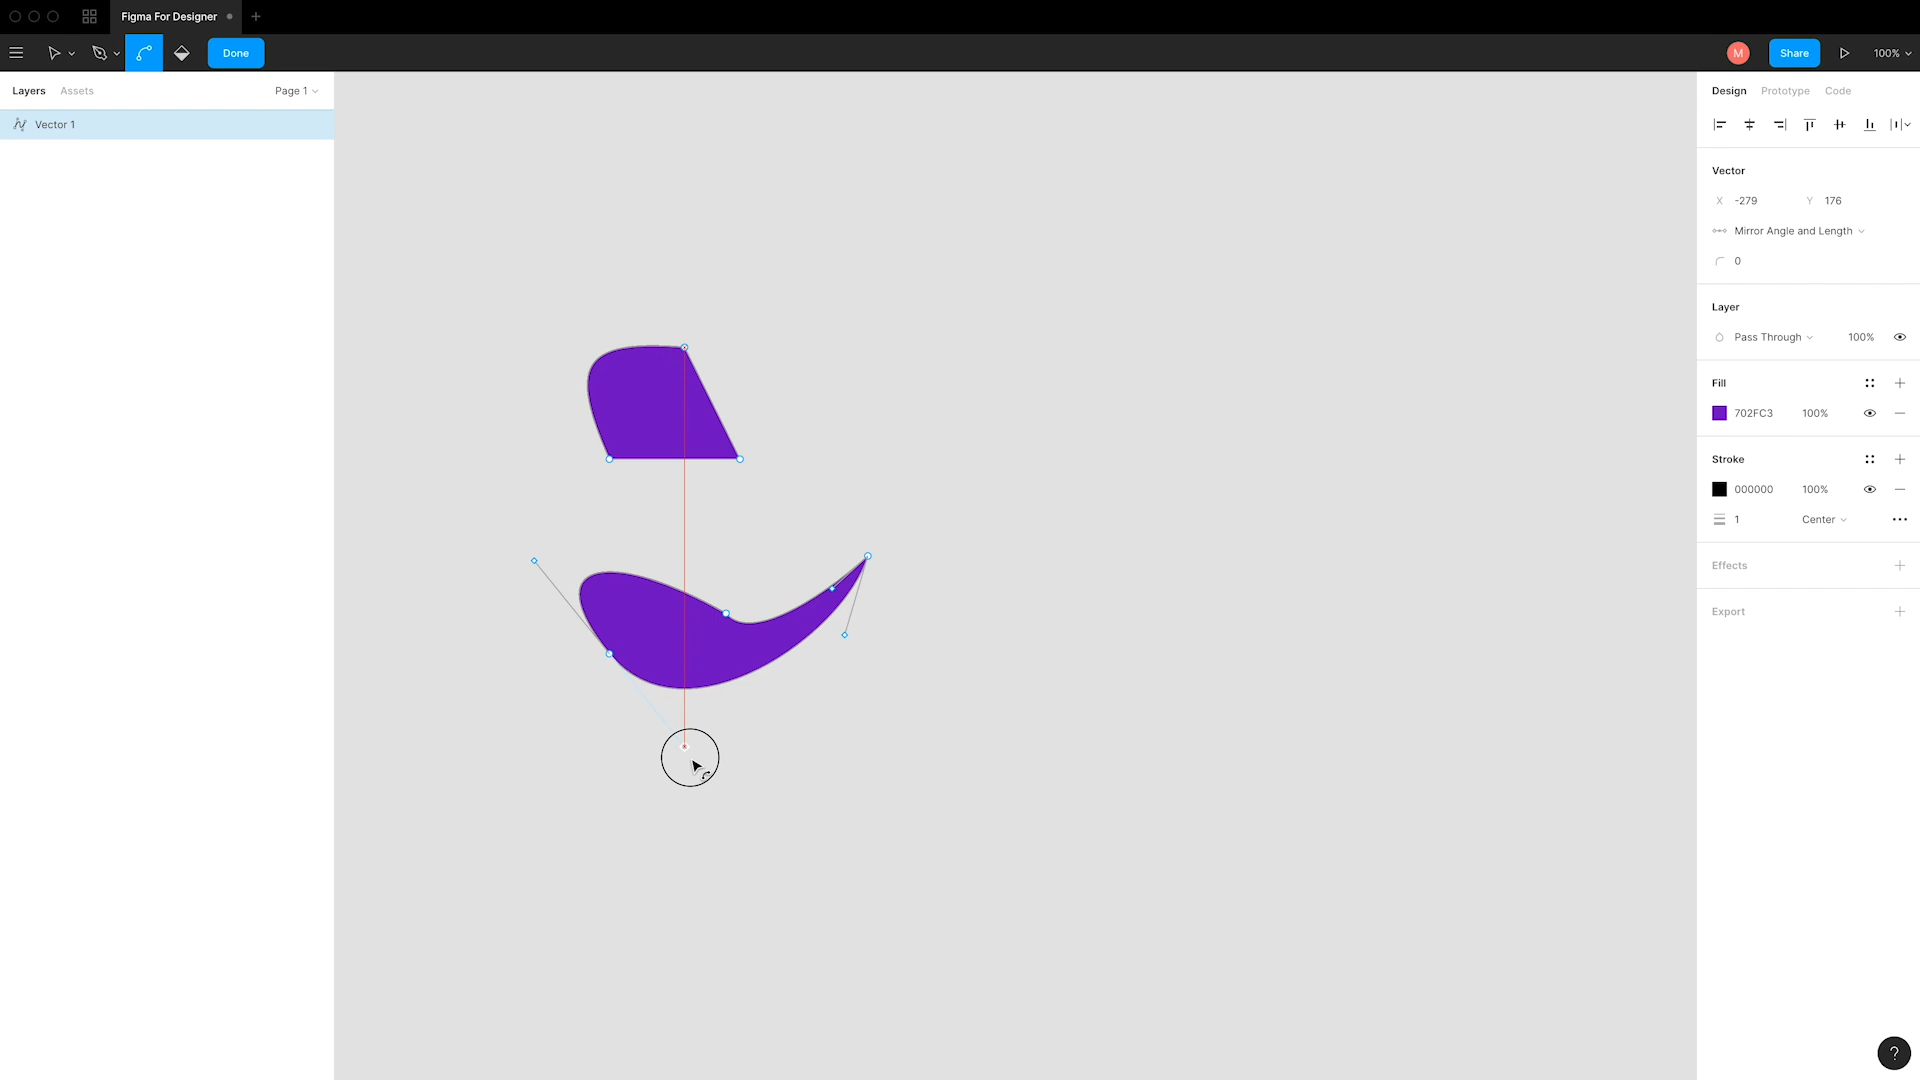 Figma For Designer
Done
M
Share
100%
Layers Assets Page 1
Design Prototype Code
Vector 1
Vector
X -279 Y 176
Mirror Angle and Length
0
Layer
Pass Through 100%
Fill
702FC3 100%
Stroke
000000 100%
1 Center
Effects
Export
?